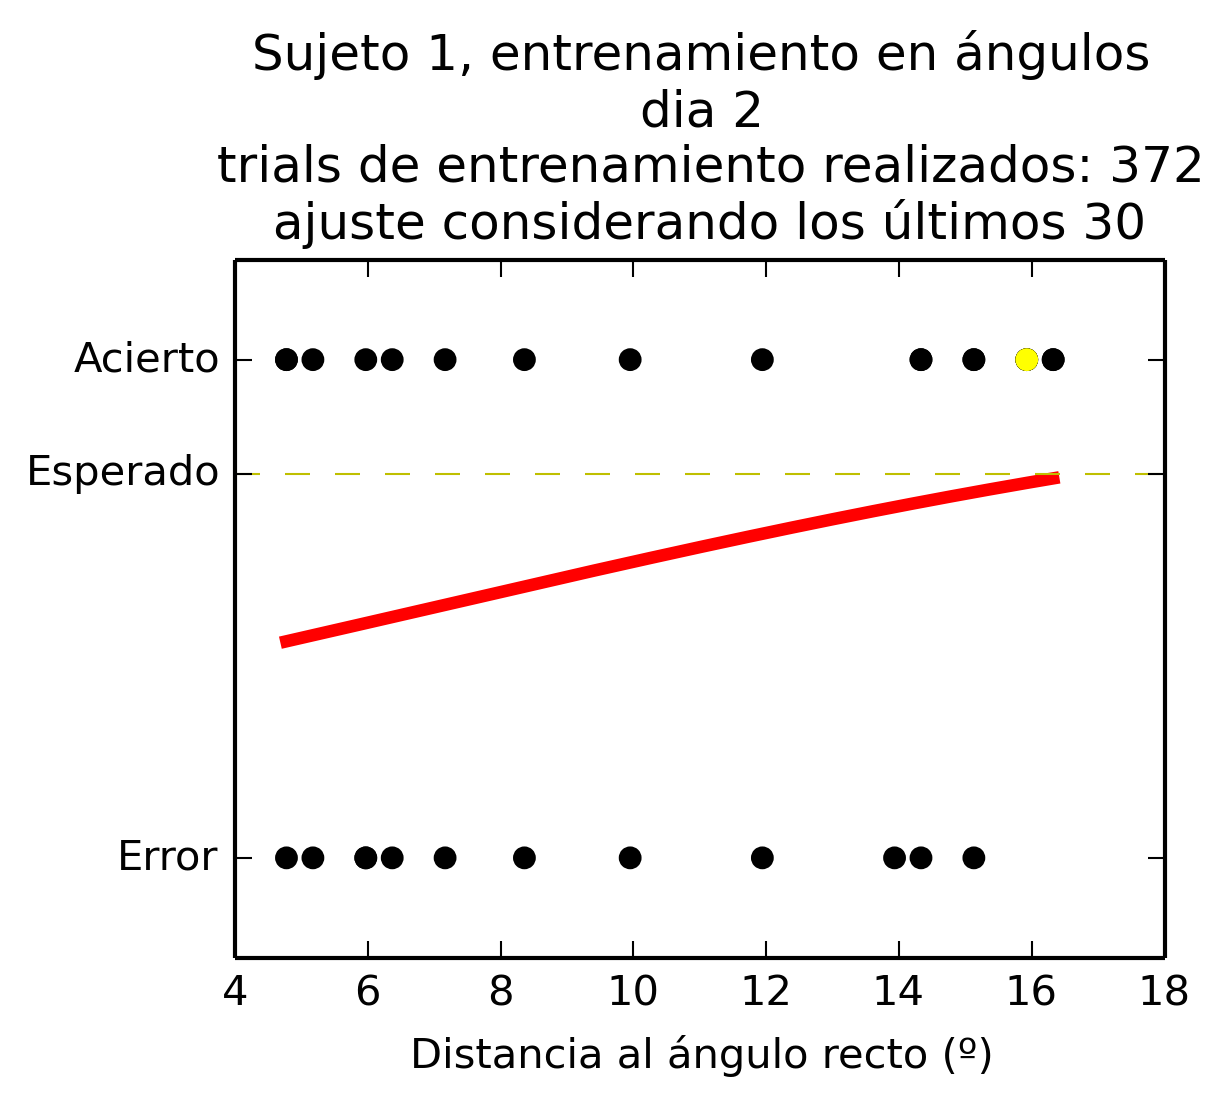 Sujeto 1, entrenamiento en ángulos
dia 2
trials de entrenamiento realizados: 372
ajuste considerando los últimos 30
Acierto
Esperado
Error
4 6 8 10 12 14 16 18
Distancia al ángulo recto (º)